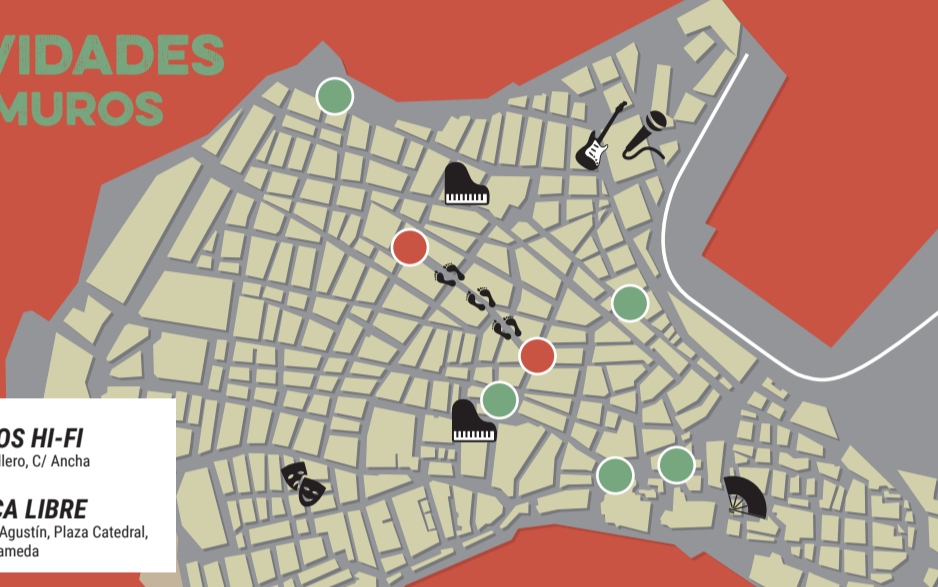 VIDADES
MUROS
OS HI-FI
llero, C/ Ancha
CA LIBRE
Agustín, Plaza Catedral,
ameda